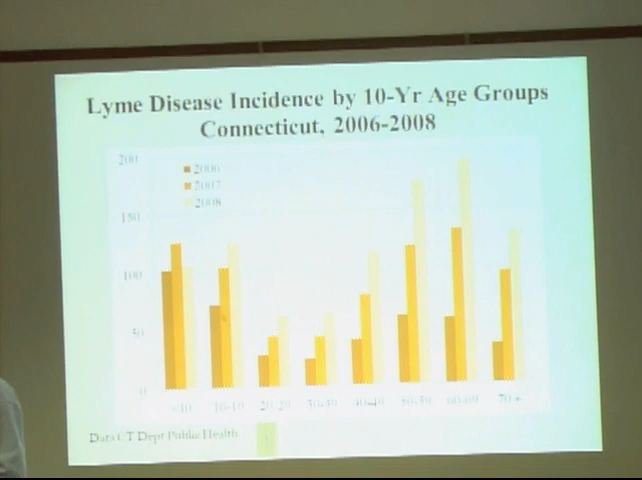 Lyme Disease Incidence by 10-Yr Age Groups
Connecticut, 2006-2008
200
2006
2007
2008
150
100
50
0
<10 10-19 20-29 30-39 40-49 50-59 60-69 70+
Data CT Dept Public Health